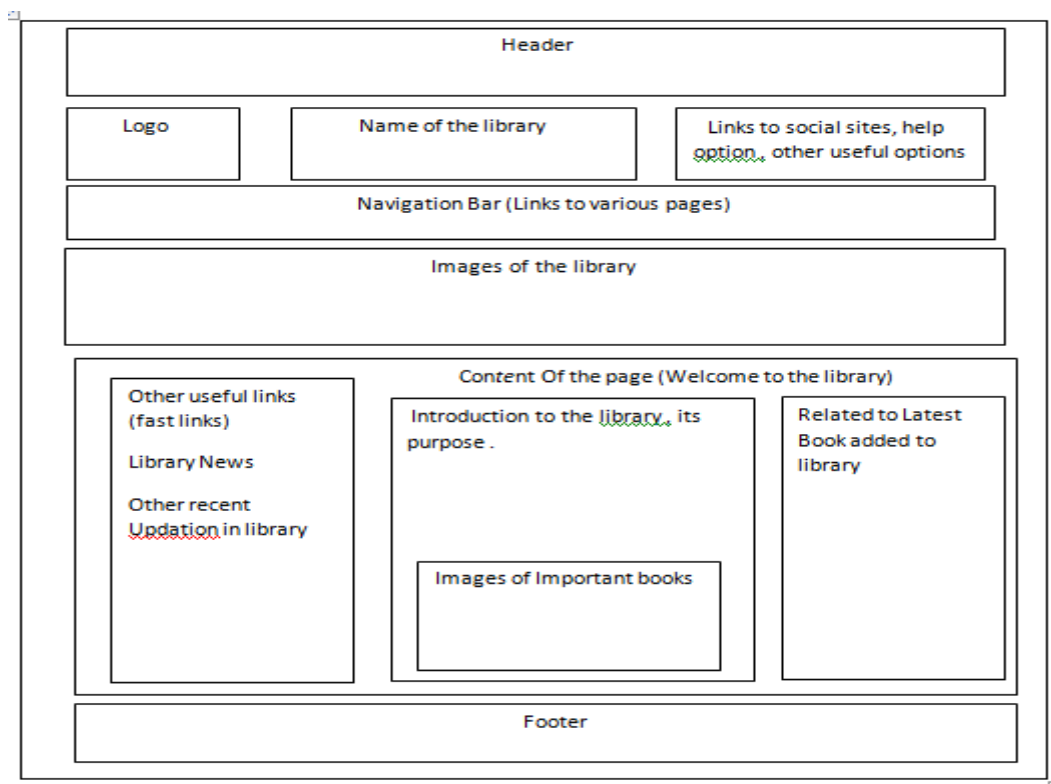 Header
Logo
Name of the library
Links to social sites, help
option , other useful options
Navigation Bar (Links to various pages)
Images of the library
Content Of the page (Welcome to the library)
Other useful links
(fast links)
Library News
Other recent
Updation in library
Introduction to the library , its
purpose .
Images of Important books
Related to Latest
Book added to
library
Footer